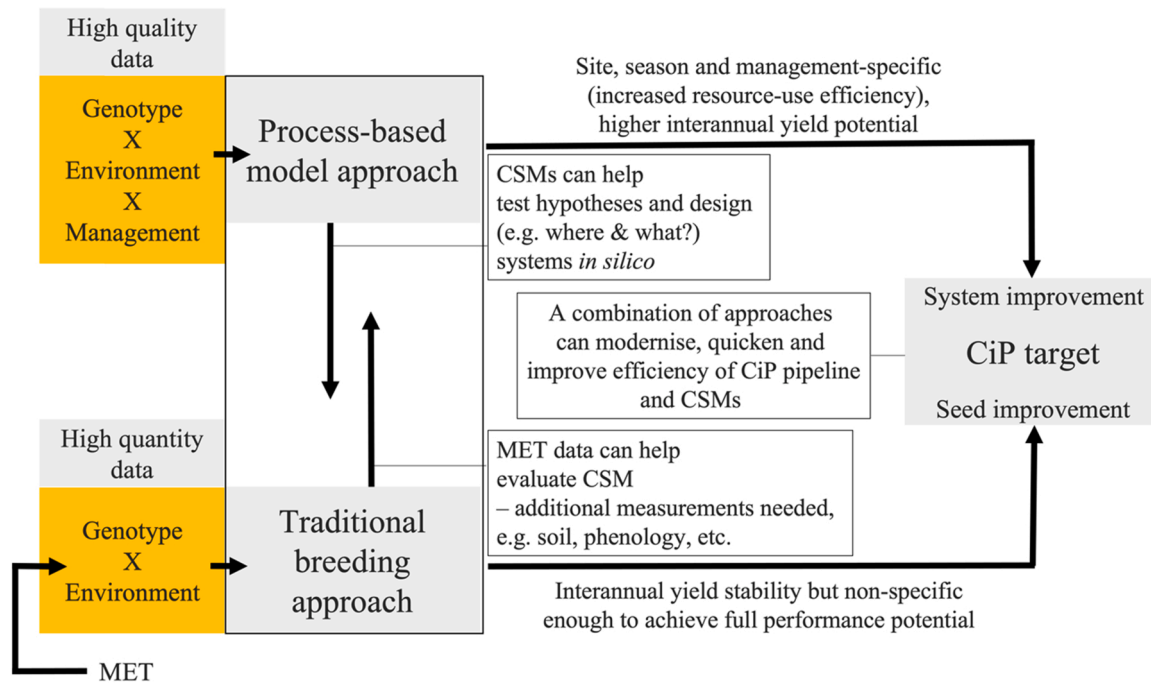 High quality
data
Genotype
X
Environment
X
Management
Process-based
model approach
Site, season and management-specific
(increased resource-use efficiency),
higher interannual yield potential
CSMs can help
test hypotheses and design
(e.g. where & what?)
systems in silico
A combination of approaches
can modernise, quicken and
improve efficiency of CiP pipeline
and CSMs
System improvement
CiP target
Seed improvement
High quantity
data
Genotype
X
Environment
Traditional
breeding
approach
MET data can help
evaluate CSM
– additional measurements needed,
e.g. soil, phenology, etc.
Interannual yield stability but non-specific
enough to achieve full performance potential
MET